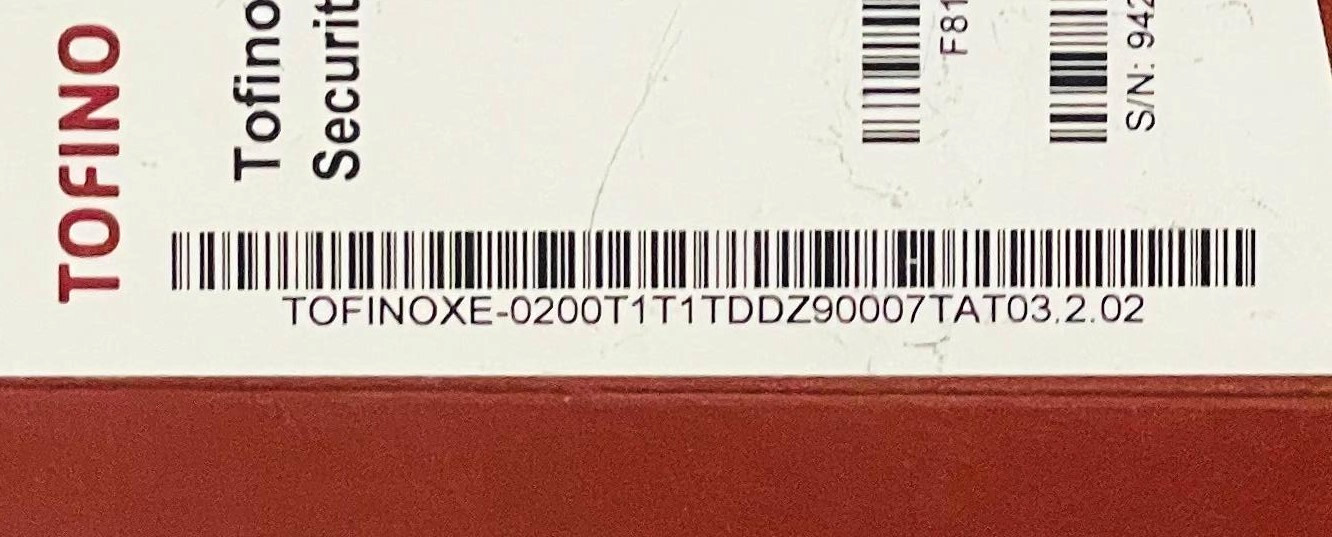 TOFINO
Tofino
Securit
F81
S/N: 942
TOFINOXE-0200T1T1TDDZ90007TAT03.2.02